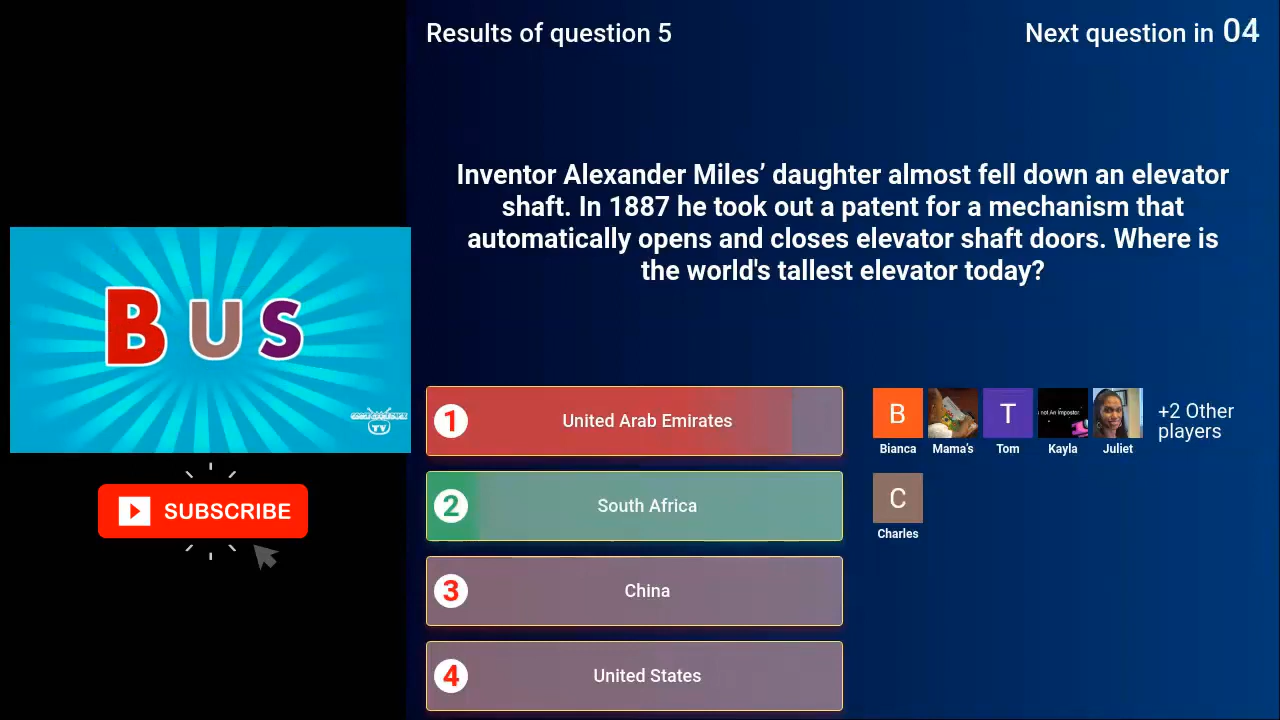 Results of question 5
Next question in 04
Inventor Alexander Miles’ daughter almost fell down an elevator
shaft. In 1887 he took out a patent for a mechanism that
automatically opens and closes elevator shaft doors. Where is
the world's tallest elevator today?
BUS
TV
SUBSCRIBE
1 United Arab Emirates
2 South Africa
3 China
4 United States
B
T
not An Impostor
+2 Other
players
Bianca
Mama's
Tom
Kayla
Juliet
C
Charles